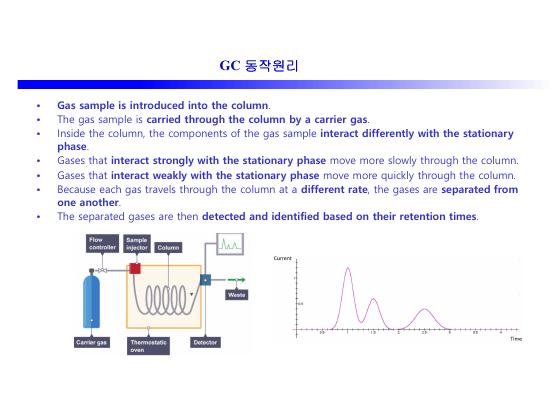 GC 동작원리
• Gas sample is introduced into the column.
• The gas sample is carried through the column by a carrier gas.
• Inside the column, the components of the gas sample interact differently with the stationary
phase.
• Gases that interact strongly with the stationary phase move more slowly through the column.
• Gases that interact weakly with the stationary phase move more quickly through the column.
• Because each gas travels through the column at a different rate, the gases are separated from
one another.
• The separated gases are then detected and identified based on their retention times.
Flow
controller
Sample
injector
Column
Waste
Carrier gas
Thermostatic
oven
Detector
Current
Time